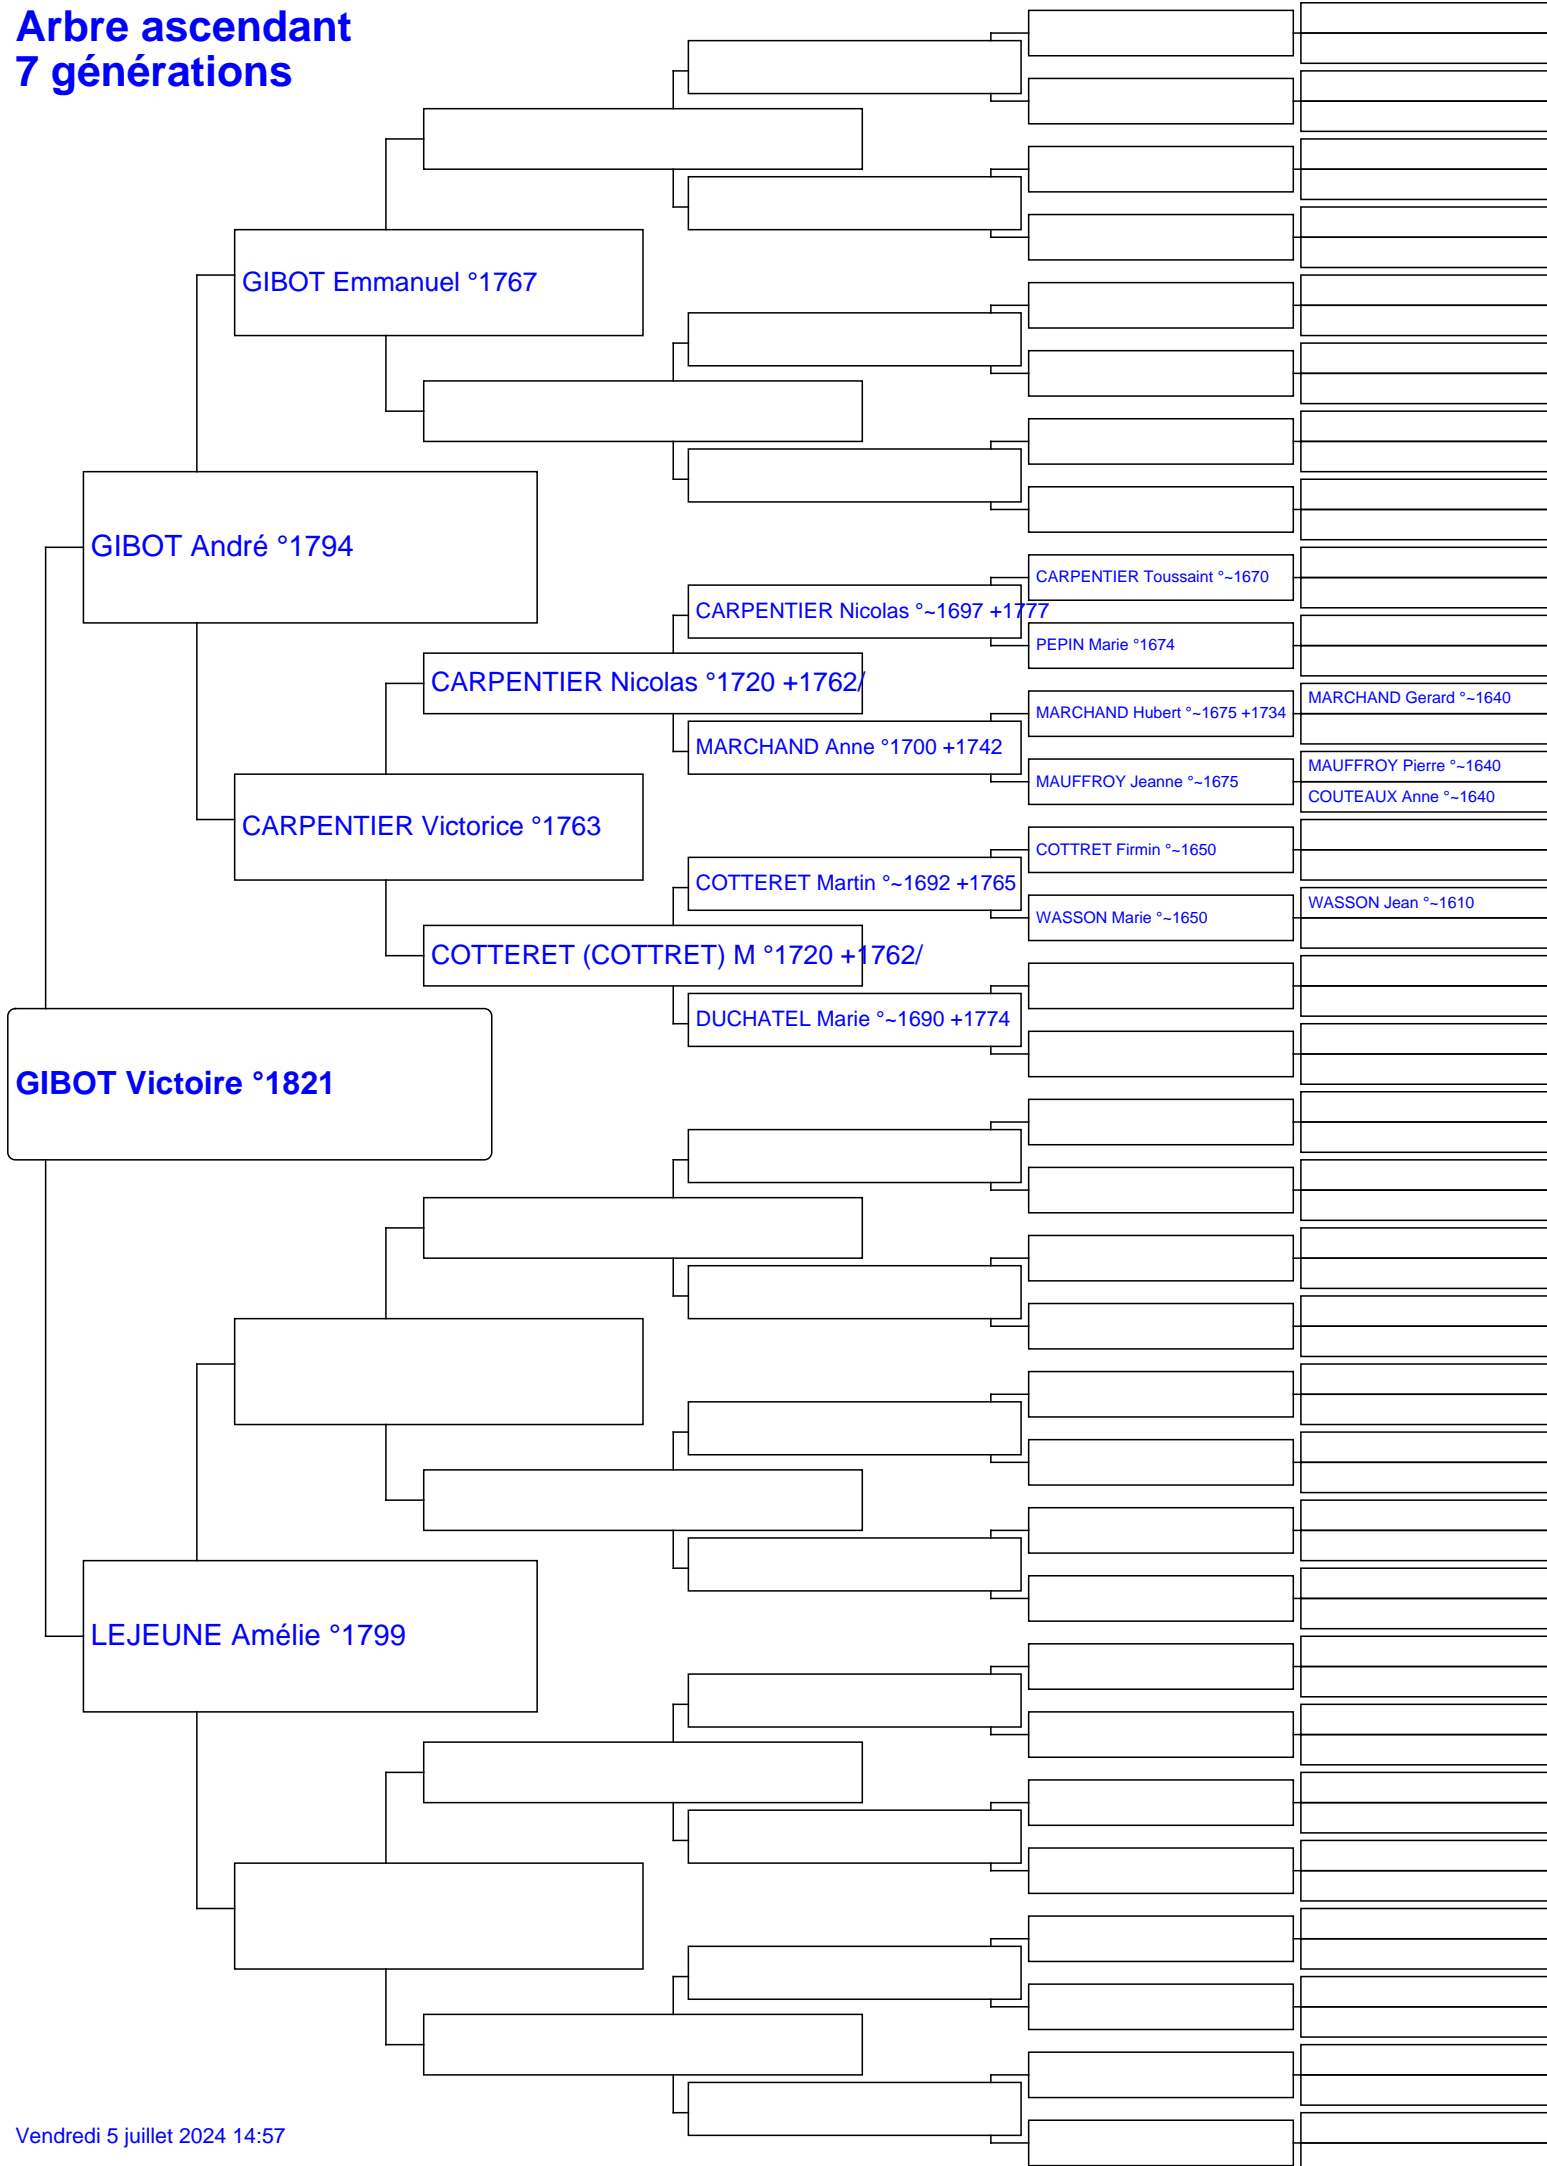 Arbre ascendant
7 générations
GIBOT Emmanuel °1767
GIBOT André °1794
CARPENTIER Toussaint °~1670
CARPENTIER Nicolas °~1697 +1777
PEPIN Marie °1674
CARPENTIER Nicolas °1720 +1762/
MARCHAND Gerard °~1640
MARCHAND Hubert °~1675 +1734
MARCHAND Anne °1700 +1742
MAUFFROY Pierre °~1640
MAUFFROY Jeanne °~1675
COUTEAUX Anne °~1640
CARPENTIER Victorice °1763
COTTRET Firmin °~1650
COTTERET Martin °~1692 +1765
WASSON Jean °~1610
WASSON Marie °~1650
COTTERET (COTTRET) M °1720 +1762/
DUCHATEL Marie °~1690 +1774
GIBOT Victoire °1821
LEJEUNE Amélie °1799
Vendredi 5 juillet 2024 14:57